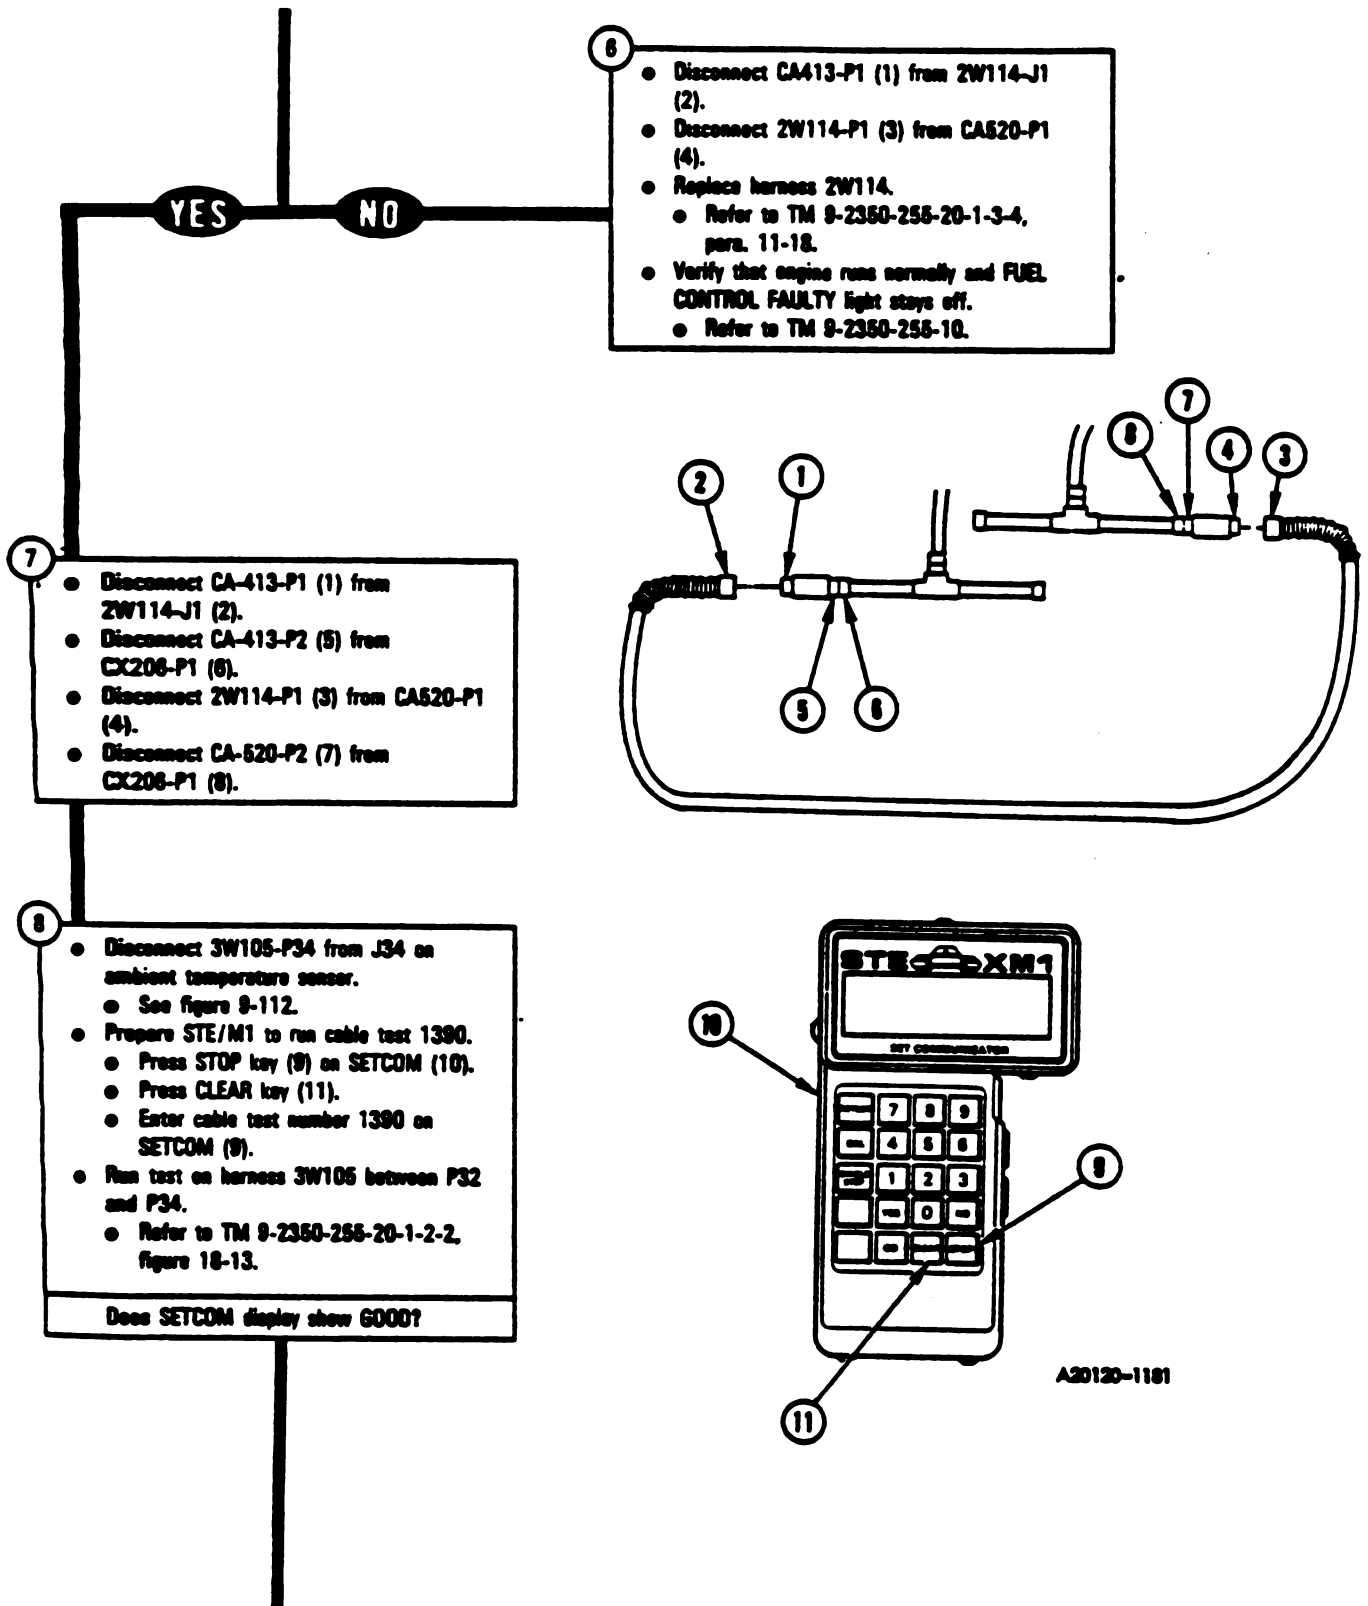 6
● Disconnect CA413-P1 (1) from 2W114-J1
(2).
● Disconnect 2W114-P1 (3) from CA520-P1
(4).
● Replace harness 2W114.
● Refer to TM 9-2350-255-20-1-3-4,
para. 11-18.
● Verify that engine runs normally and FUEL
CONTROL FAULTY light stays off.
● Refer to TM 9-2350-255-10.
YES
NO
7
8
4
3
2
1
5
6
7
● Disconnect CA-413-P1 (1) from
2W114-J1 (2).
● Disconnect CA-413-P2 (5) from
CX206-P1 (6).
● Disconnect 2W114-P1 (3) from CA520-P1
(4).
● Disconnect CA-520-P2 (7) from
CX206-P1 (8).
8
● Disconnect 3W105-P34 from J34 on
ambient temperature sensor.
● See figure 9-112.
● Prepare STE/M1 to run cable test 1390.
● Press STOP key (9) on SETCOM (10).
● Press CLEAR key (11).
● Enter cable test number 1390 on
SETCOM (9).
● Run test on harness 3W105 between P32
and P34.
● Refer to TM 9-2350-255-20-1-2-2,
figure 18-13.
Does SETCOM display show GOOD?
STE XM1
SET COMMUNICATOR
10
7 8 9
4 5 6
1 2 3
YES 0 NO
GO
9
11
A20120-1181